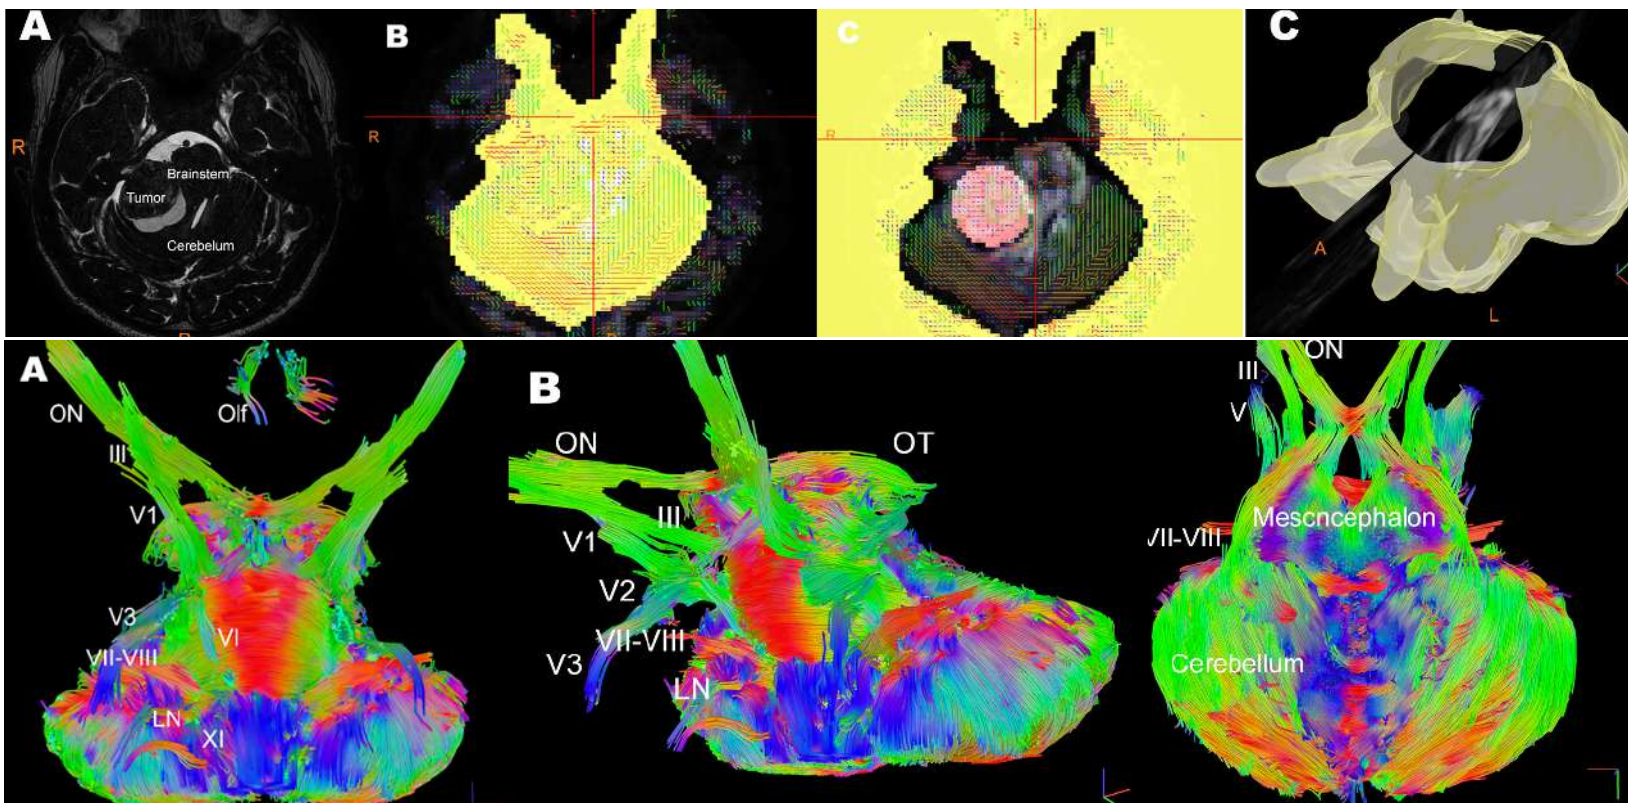 A
R
Brainstem
Tumor
Cerebelum
B
R
C
R
C
A
L
A
ON
Olf
III
V1
V3
VI
VII-VIII
LN
XI
B
ON
OT
III
V1
V2
VII-VIII
V3
LN
ON
III
V
VII-VIII
Mescncephalon
Cerebellum